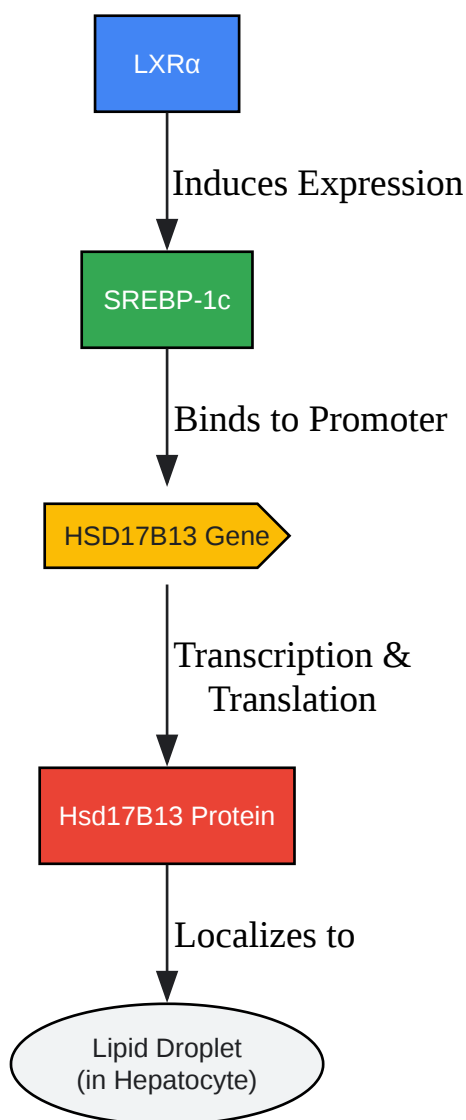 LXRα
Induces Expression
SREBP-1c
Binds to Promoter
HSD17B13 Gene
Transcription &
Translation
Hsd17B13 Protein
Localizes to
Lipid Droplet
(in Hepatocyte)